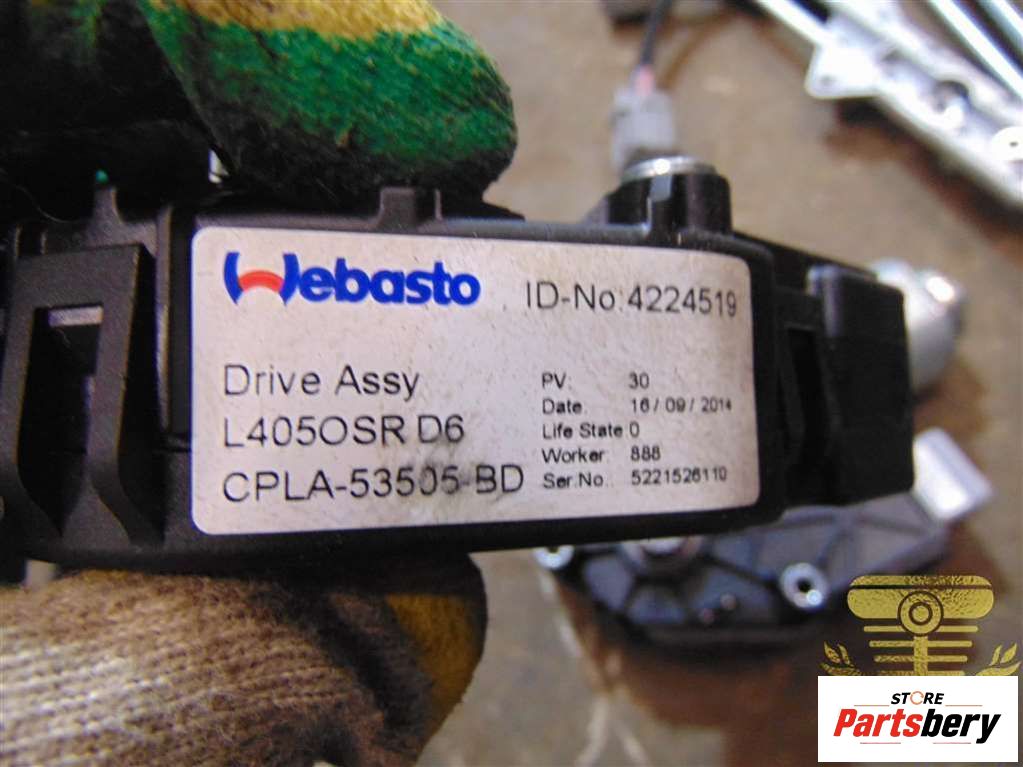 Webasto
ID-No:4224519
Drive Assy
L405OSR D6
CPLA-53505-BD
PV: 30
Date: 16/09/2014
Life State 0
Worker: 888
Ser.No.: 5221526110
STORE
Partsbery